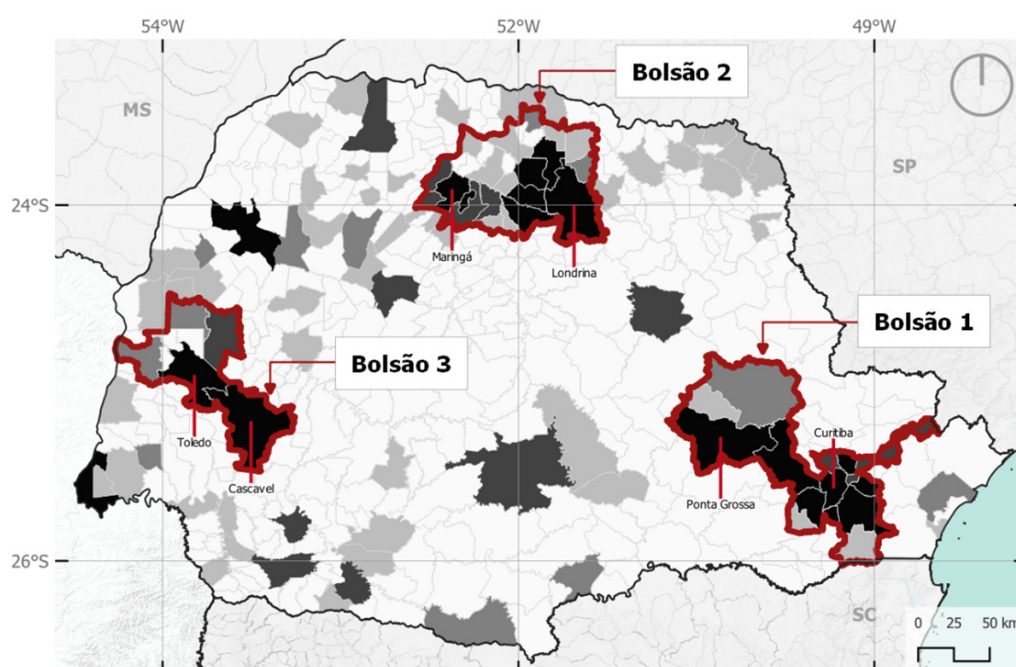 54°W
52°W
49°W
Bolsão 2
MS
SP
24°S
Maringá
Londrina
Bolsão 1
Bolsão 3
Toledo
Curitiba
Cascavel
Ponta Grossa
26°S
SC
0 25 50 km